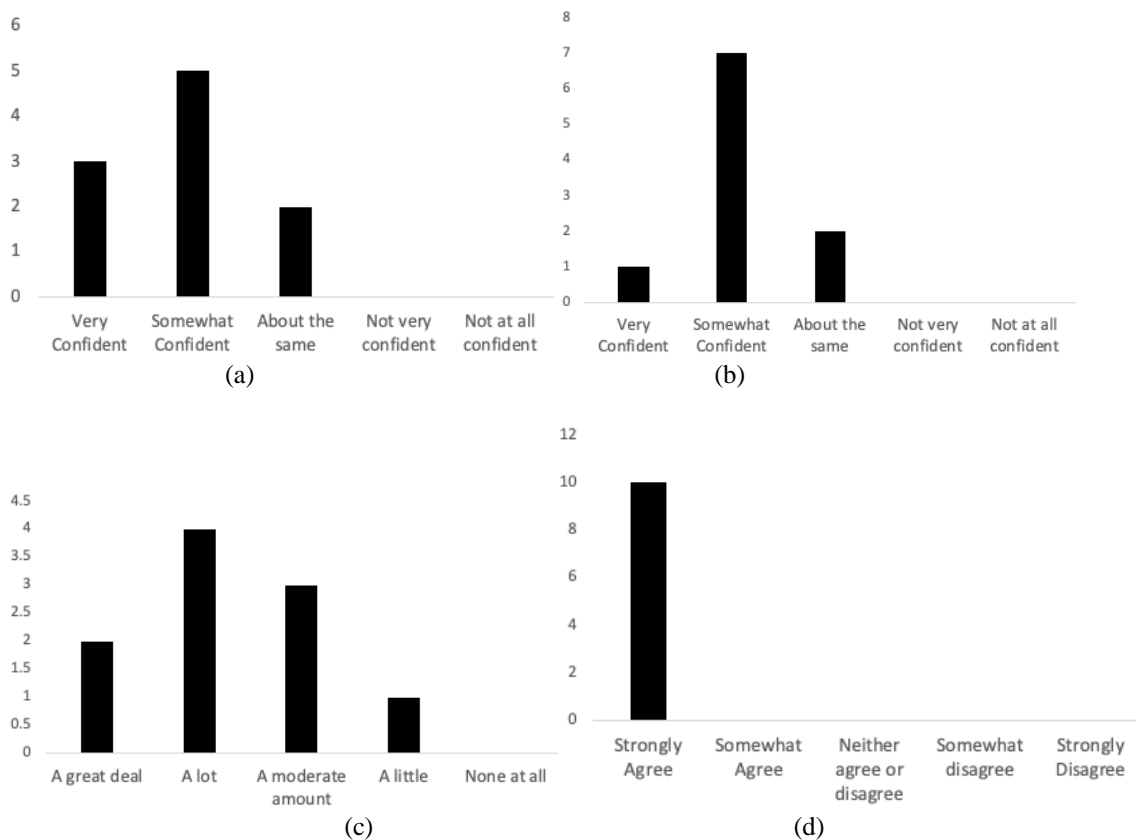 6
5
4
3
2
1
0
Very Somewhat About the Not very Not at all
Confident Confident same confident confident
(a)
8
7
6
5
4
3
2
1
0
Very Somewhat About the Not very Not at all
Confident Confident same confident confident
(b)
4.5
4
3.5
3
2.5
2
1.5
1
0.5
0
A great deal A lot A moderate A little None at all
amount
(c)
12
10
8
6
4
2
0
Strongly Somewhat Neither Somewhat Strongly
Agree Agree agree or disagree Disagree
disagree
(d)